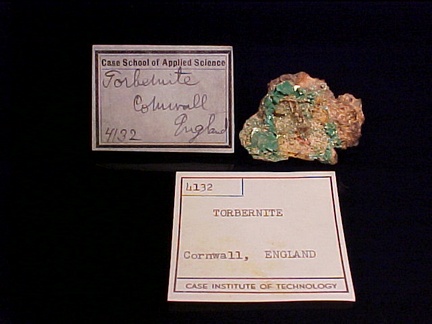 Case School of Applied Science
Torbernite
Cornwall
England
4132
4132
TORBERNITE
Cornwall, ENGLAND
CASE INSTITUTE OF TECHNOLOGY